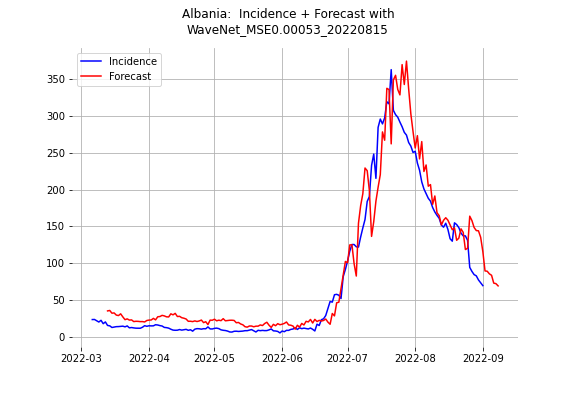 Albania:  Incidence + Forecast with
WaveNet_MSE0.00053_20220815
Incidence
Forecast
350
300
250
200
150
100
50
0
2022-03 2022-04 2022-05 2022-06 2022-07 2022-08 2022-09